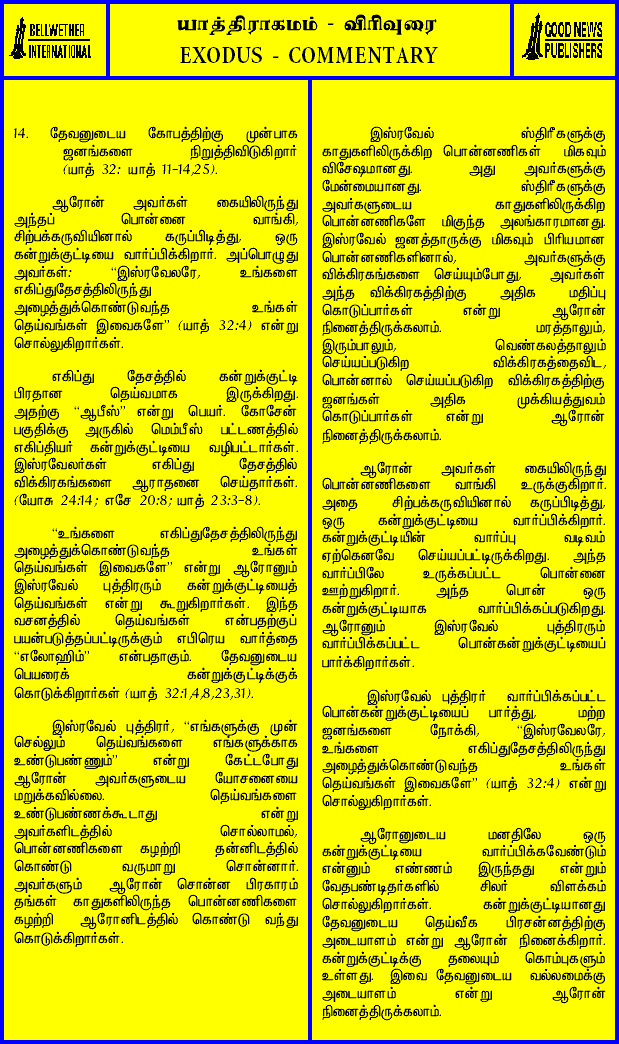 BELLWETHER
INTERNATIONAL
யாத்திராகமம் - விரிவுரை
EXODUS - COMMENTARY
GOOD NEWS
PUBLISHERS
14. தேவனுடைய கோபத்திற்கு முன்பாக
ஜனங்களை நிறுத்திவிடுகிறார்
(யாத் 32: யாத் 11-14,25).
ஆரோன் அவர்கள் கையிலிருந்து
அந்தப் பொன்னை வாங்கி,
சிற்பக்கருவியினால் கருப்பிடித்து, ஒரு
கன்றுக்குட்டியை வார்ப்பிக்கிறார். அப்பொழுது
அவர்கள்: “இஸ்ரவேலரே, உங்களை
எகிப்துதேசத்திலிருந்து
அழைத்துக்கொண்டுவந்த உங்கள்
தெய்வங்கள் இவைகளே” (யாத் 32:4) என்று
சொல்லுகிறார்கள்.
எகிப்து தேசத்தில் கன்றுக்குட்டி
பிரதான தெய்வமாக இருக்கிறது.
அதற்கு “ஆபீஸ்” என்று பெயர். கோசேன்
பகுதிக்கு அருகில் மெம்பீஸ் பட்டணத்தில்
எகிப்தியர் கன்றுக்குட்டியை வழிபட்டார்கள்.
இஸ்ரவேலர்கள் எகிப்து தேசத்தில்
விக்கிரகங்களை ஆராதனை செய்தார்கள்.
(யோசு 24:14; எசே 20:8; யாத் 23:3-8).
“உங்களை எகிப்துதேசத்திலிருந்து
அழைத்துக்கொண்டுவந்த உங்கள்
தெய்வங்கள் இவைகளே” என்று ஆரோனும்
இஸ்ரவேல் புத்திரரும் கன்றுக்குட்டியைத்
தெய்வங்கள் என்று கூறுகிறார்கள். இந்த
வசனத்தில் தெய்வங்கள் என்பதற்குப்
பயன்படுத்தப்பட்டிருக்கும் எபிரெய வார்த்தை
“எலோஹிம்” என்பதாகும். தேவனுடைய
பெயரைக் கன்றுக்குட்டிக்குக்
கொடுக்கிறார்கள் (யாத் 32:1,4,8,23,31).
இஸ்ரவேல் புத்திரர், “எங்களுக்கு முன்
செல்லும் தெய்வங்களை எங்களுக்காக
உண்டுபண்ணும்” என்று கேட்டபோது
ஆரோன் அவர்களுடைய யோசனையை
மறுக்கவில்லை. தெய்வங்களை
உண்டுபண்ணக்கூடாது என்று
அவர்களிடத்தில் சொல்லாமல்,
பொன்னணிகளை கழற்றி தன்னிடத்தில்
கொண்டு வருமாறு சொன்னார்.
அவர்களும் ஆரோன் சொன்ன பிரகாரம்
தங்கள் காதுகளிலிருந்த பொன்னணிகளை
கழற்றி ஆரோனிடத்தில் கொண்டு வந்து
கொடுக்கிறார்கள்.
இஸ்ரவேல் ஸ்திரீகளுக்கு
காதுகளிலிருக்கிற பொன்னணிகள் மிகவும்
விசேஷமானது. அது அவர்களுக்கு
மேன்மையானது. ஸ்திரீகளுக்கு
அவர்களுடைய காதுகளிலிருக்கிற
பொன்னணிகளே மிகுந்த அலங்காரமானது.
இஸ்ரவேல் ஜனத்தாருக்கு மிகவும் பிரியமான
பொன்னணிகளினால், அவர்களுக்கு
விக்கிரகங்களை செய்யும்போது, அவர்கள்
அந்த விக்கிரகத்திற்கு அதிக மதிப்பு
கொடுப்பார்கள் என்று ஆரோன்
நினைத்திருக்கலாம். மரத்தாலும்,
இரும்பாலும், வெண்கலத்தாலும்
செய்யப்படுகிற விக்கிரகத்தைவிட,
பொன்னால் செய்யப்படுகிற விக்கிரகத்திற்கு
ஜனங்கள் அதிக முக்கியத்துவம்
கொடுப்பார்கள் என்று ஆரோன்
நினைத்திருக்கலாம்.
ஆரோன் அவர்கள் கையிலிருந்து
பொன்னணிகளை வாங்கி உருக்குகிறார்.
அதை சிற்பக்கருவியினால் கருப்பிடித்து,
ஒரு கன்றுக்குட்டியை வார்ப்பிக்கிறார்.
கன்றுக்குட்டியின் வார்ப்பு வடிவம்
ஏற்கெனவே செய்யப்பட்டிருக்கிறது. அந்த
வார்ப்பிலே உருக்கப்பட்ட பொன்னை
ஊற்றுகிறார். அந்த பொன் ஒரு
கன்றுக்குட்டியாக வார்ப்பிக்கப்படுகிறது.
ஆரோனும் இஸ்ரவேல் புத்திரரும்
வார்ப்பிக்கப்பட்ட பொன்கன்றுக்குட்டியைப்
பார்க்கிறார்கள்.
இஸ்ரவேல் புத்திரர் வார்ப்பிக்கப்பட்ட
பொன்கன்றுக்குட்டியைப் பார்த்து, மற்ற
ஜனங்களை நோக்கி, “இஸ்ரவேலரே,
உங்களை எகிப்துதேசத்திலிருந்து
அழைத்துக்கொண்டுவந்த உங்கள்
தெய்வங்கள் இவைகளே” (யாத் 32:4) என்று
சொல்லுகிறார்கள்.
ஆரோனுடைய மனதிலே ஒரு
கன்றுக்குட்டியை வார்ப்பிக்கவேண்டும்
என்னும் எண்ணம் இருந்தது என்றும்
வேதபண்டிதர்களில் சிலர் விளக்கம்
சொல்லுகிறார்கள். கன்றுக்குட்டியானது
தேவனுடைய தெய்வீக பிரசன்னத்திற்கு
அடையாளம் என்று ஆரோன் நினைக்கிறார்.
கன்றுக்குட்டிக்கு தலையும் கொம்புகளும்
உள்ளது. இவை தேவனுடைய வல்லமைக்கு
அடையாளம் என்று ஆரோன்
நினைத்திருக்கலாம்.